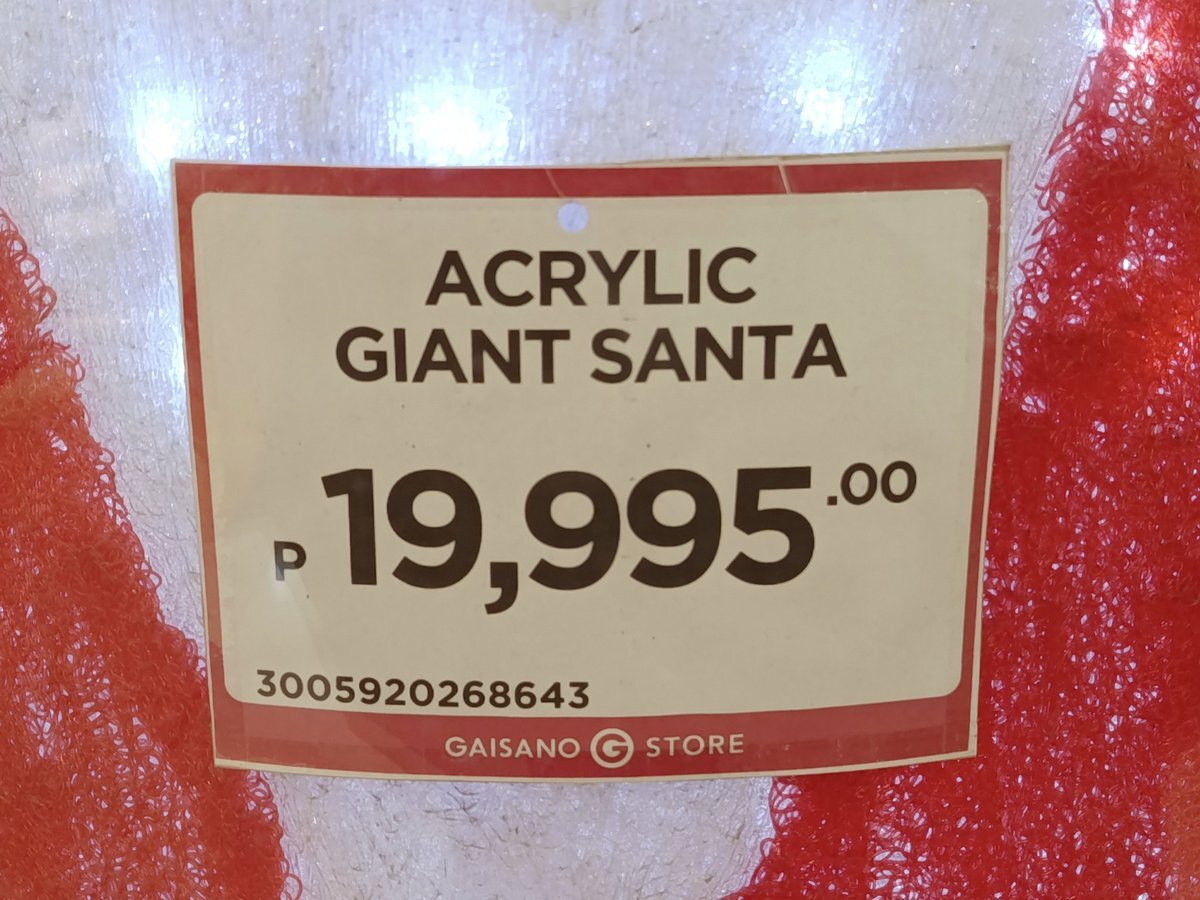 ACRYLIC
GIANT SANTA
P 19,995.00
3005920268643
GAISANO G STORE